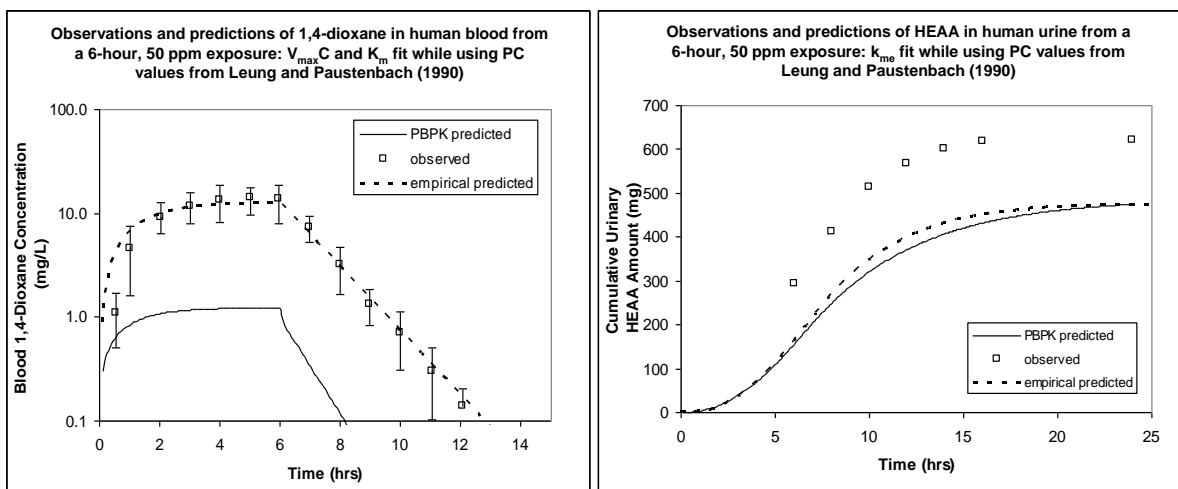 Observations and predictions of 1,4-dioxane in human blood from
a 6-hour, 50 ppm exposure: VmaxC and Km fit while using PC
values from Leung and Paustenbach (1990)
100.0
10.0
1.0
0.1
Blood 1,4-Dioxane Concentration
(mg/L)
PBPK predicted
observed
empirical predicted
0 2 4 6 8 10 12 14
Time (hrs)
Observations and predictions of HEAA in human urine from a
6-hour, 50 ppm exposure: kme fit while using PC values from
Leung and Paustenbach (1990)
700
600
500
400
300
200
100
0
Cumulative Urinary
HEAA Amount (mg)
PBPK predicted
observed
empirical predicted
0 5 10 15 20 25
Time (hrs)